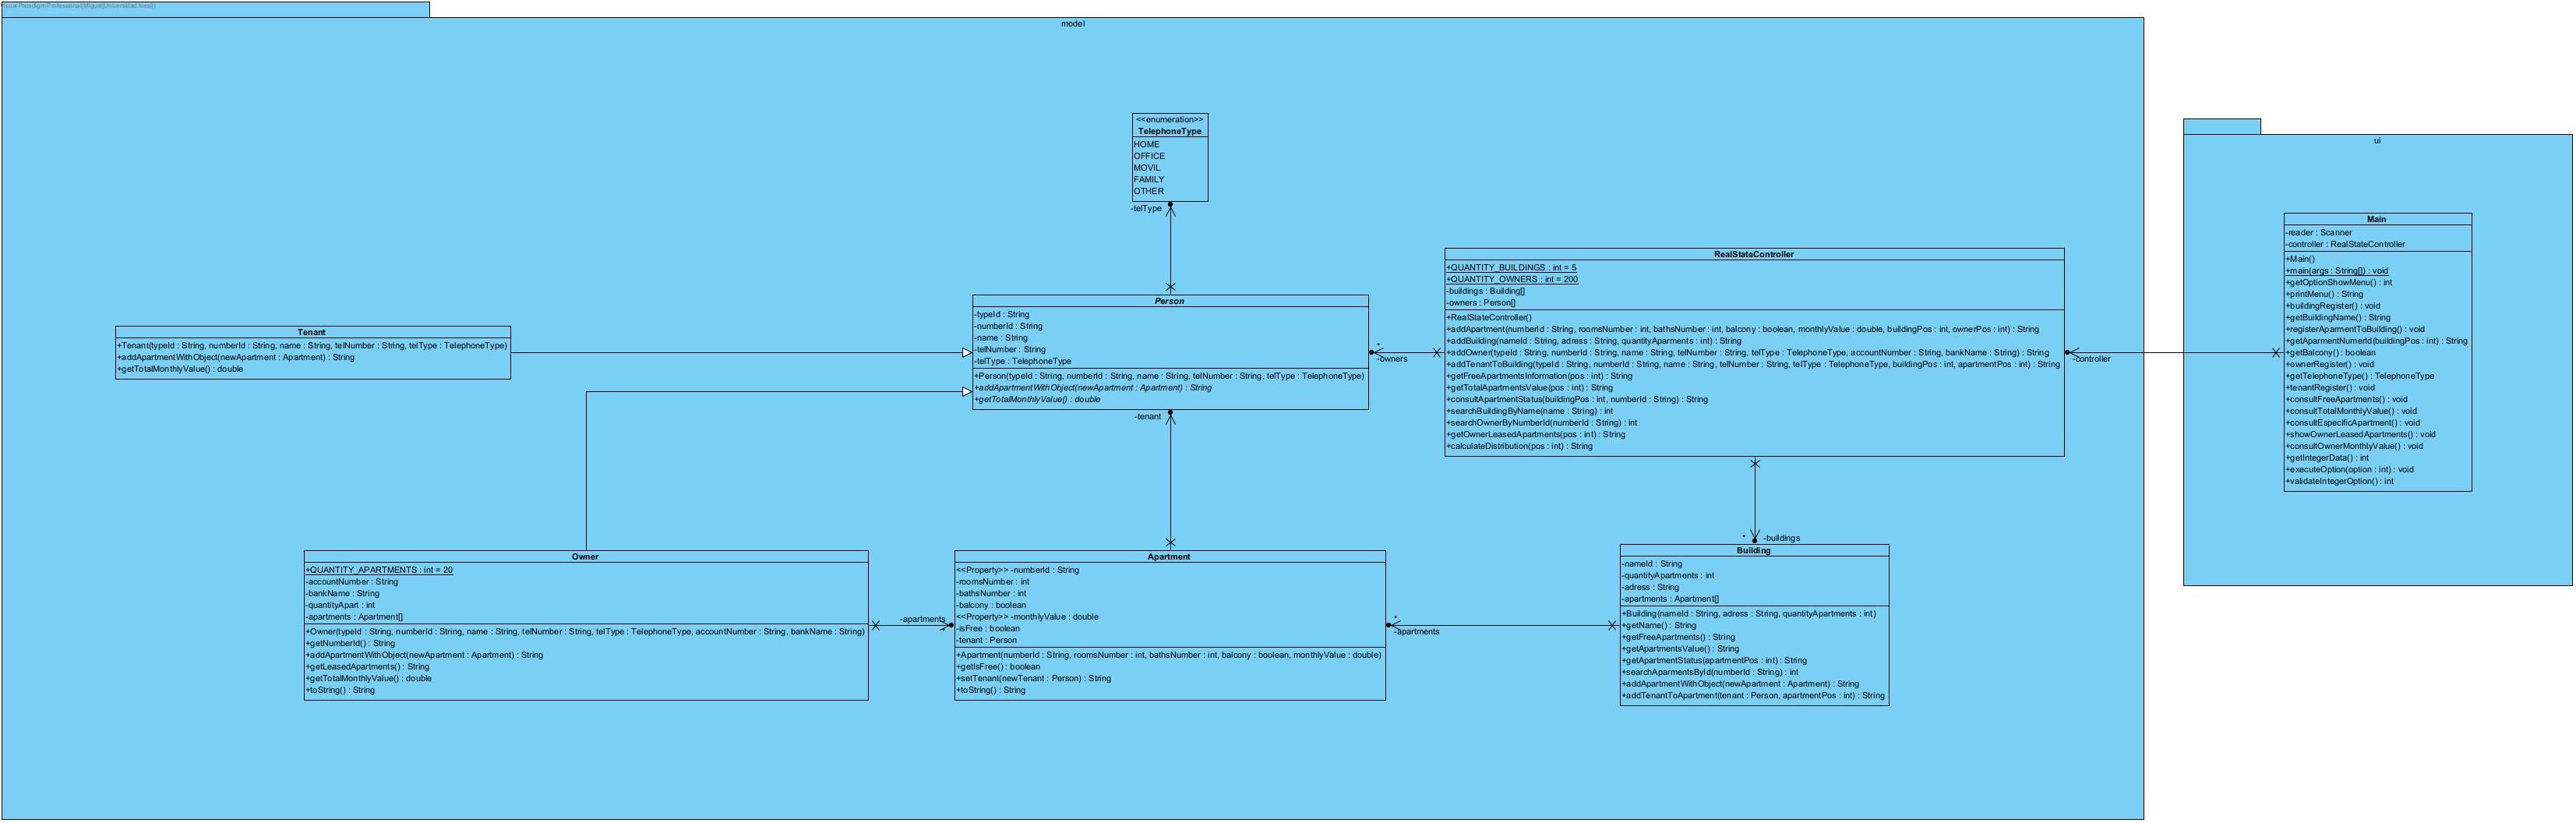 Visual Paradigm Professional(Miguel(Universidad Icesi))
model
<<enumeration>>
TelephoneType
HOME
OFFICE
MOVIL
FAMILY
OTHER
-telType
Tenant
+Tenant(typeId : String, numberId : String, name : String, telNumber : String, telType : TelephoneType)
+addApartmentWithObject(newApartment : Apartment) : String
+getTotalMonthlyValue() : double
Person
-typeId : String
-numberId : String
-name : String
-telNumber : String
-telType : TelephoneType
+Person(typeId : String, numberId : String, name : String, telNumber : String, telType : TelephoneType)
+addApartmentWithObject(newApartment : Apartment) : String
+getTotalMonthlyValue() : double
-tenant
*
-owners
RealStateController
+QUANTITY_BUILDINGS : int = 5
+QUANTITY_OWNERS : int = 200
-buildings : Building[]
-owners : Person[]
+RealStateController()
+addApartment(numberId : String, roomsNumber : int, bathsNumber : int, balcony : boolean, monthlyValue : double, buildingPos : int, ownerPos : int) : String
+addBuilding(nameId : String, adress : String, quantityAparments : int) : String
+addOwner(typeId : String, numberId : String, name : String, telNumber : String, telType : TelephoneType, accountNumber : String, bankName : String) : String
+addTenantToBuilding(typeId : String, numberId : String, name : String, telNumber : String, telType : TelephoneType, buildingPos : int, apartmentPos : int) : String
+getFreeApartmentsInformation(pos : int) : String
+getTotalApartmentsValue(pos : int) : String
+consultApartmentStatus(buildingPos : int, numberId : String) : String
+searchBuildingByName(name : String) : int
+searchOwnerByNumberId(numberId : String) : int
+getOwnerLeasedApartments(pos : int) : String
+calculateDistribution(pos : int) : String
-controller
ui
Main
-reader : Scanner
-controller : RealStateController
+Main()
+main(args : String[]) : void
+getOptionShowMenu() : int
+printMenu() : String
+buildingRegister() : void
+getBuildingName() : String
+registerAparmentToBuilding() : void
+getApartmentNumerId(buildingPos : int) : String
+getBalcony() : boolean
+ownerRegister() : void
+getTelephoneType() : TelephoneType
+tenantRegister() : void
+consultFreeApartments() : void
+consultTotalMonthlyValue() : void
+consultEspecificApartment() : void
+showOwnerLeasedApartments() : void
+consultOwnerMonthlyValue() : void
+getIntegerData() : int
+executeOption(option : int) : void
+validateIntegerOption() : int
Owner
+QUANTITY_APARTMENTS : int = 20
-accountNumber : String
-bankName : String
-quantityApart : int
-apartments : Apartment[]
+Owner(typeId : String, numberId : String, name : String, telNumber : String, telType : TelephoneType, accountNumber : String, bankName : String)
+getNumberId() : String
+addApartmentWithObject(newApartment : Apartment) : String
+getLeasedApartments() : String
+getTotalMonthlyValue() : double
+toString() : String
-apartments
*
Apartment
<<Property>> -numberId : String
-roomsNumber : int
-bathsNumber : int
-balcony : boolean
<<Property>> -monthlyValue : double
-isFree : boolean
-tenant : Person
+Apartment(numberId : String, roomsNumber : int, bathsNumber : int, balcony : boolean, monthlyValue : double)
+getIsFree() : boolean
+setTenant(newTenant : Person) : String
+toString() : String
*
-apartments
* -buildings
Building
-nameId : String
-quantityApartments : int
-adress : String
-apartments : Apartment[]
+Building(nameId : String, adress : String, quantityApartments : int)
+getName() : String
+getFreeApartments() : String
+getApartmentsValue() : String
+getApartmentStatus(apartmentPos : int) : String
+searchAparmentsById(numberId : String) : int
+addApartmentWithObject(newApartment : Apartment) : String
+addTenantToApartment(tenant : Person, apartmentPos : int) : String